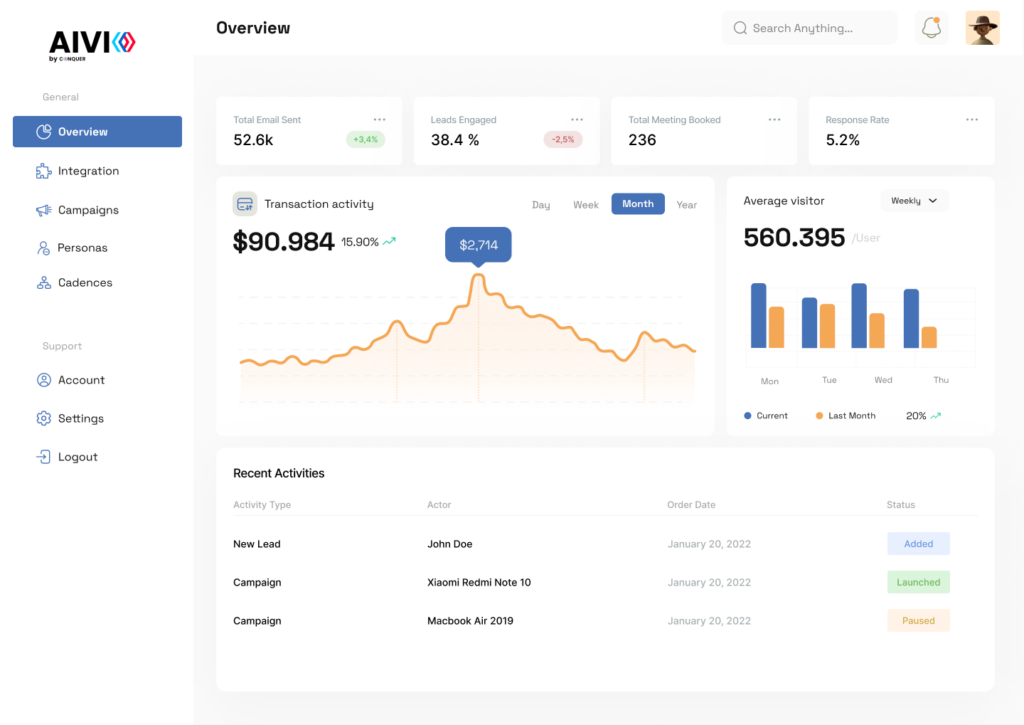 AIVI
by CONQUER
General
Overview
Integration
Campaigns
Personas
Cadences
Support
Account
Settings
Logout
Overview
Search Anything...
Total Email Sent ...
52.6k +3,4%
Leads Engaged ...
38.4 % -2,5%
Total Meeting Booked ...
236
Response Rate ...
5.2%
Transaction activity
Day Week Month Year
$90.984 15.90%
$2,714
Average visitor Weekly
560.395 /User
Mon Tue Wed Thu
Current Last Month 20%
Recent Activities
Activity Type Actor Order Date Status
New Lead John Doe January 20, 2022 Added
Campaign Xiaomi Redmi Note 10 January 20, 2022 Launched
Campaign Macbook Air 2019 January 20, 2022 Paused